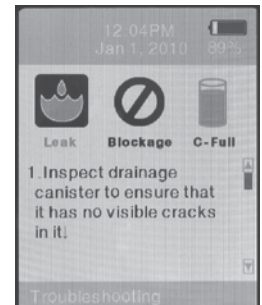 12:04PM
Jan 1, 2010 89%
Leak Blockage C-Full
1.Inspect drainage
canister to ensure that
it has no visible cracks
in it.
Troubleshooting